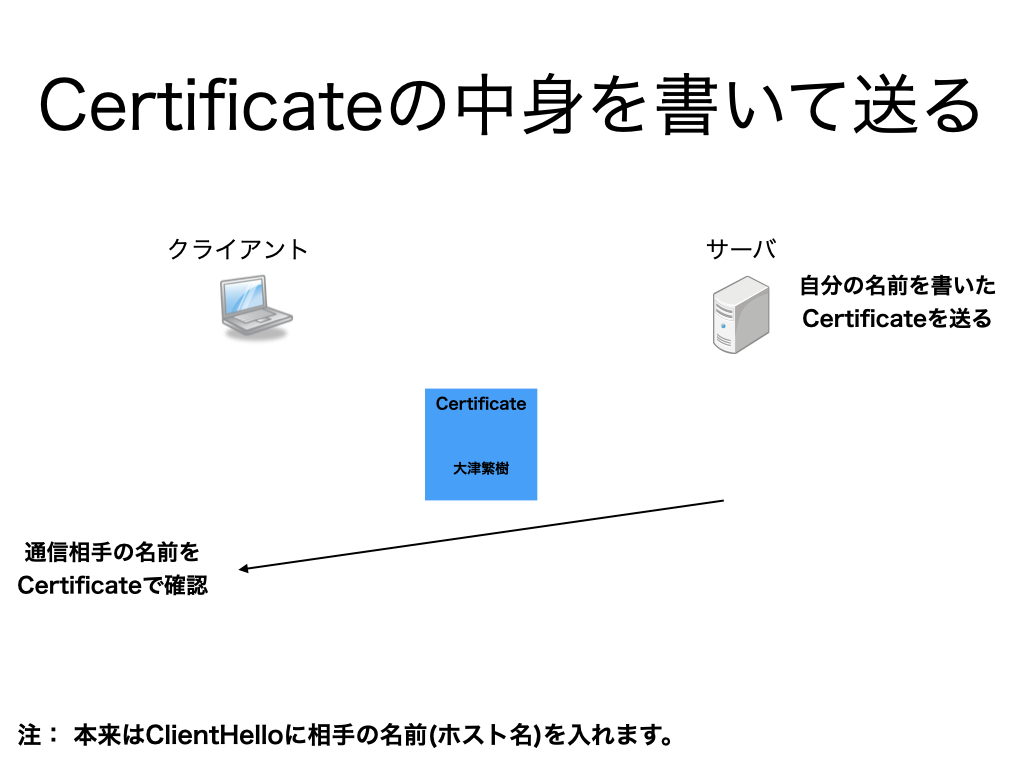 Certificateの中身を書いて送る
クライアント
サーバ
自分の名前を書いた
Certificateを送る
Certificate
大津繁樹
通信相手の名前を
Certificateで確認
注： 本来はClientHelloに相手の名前(ホスト名)を入れます。